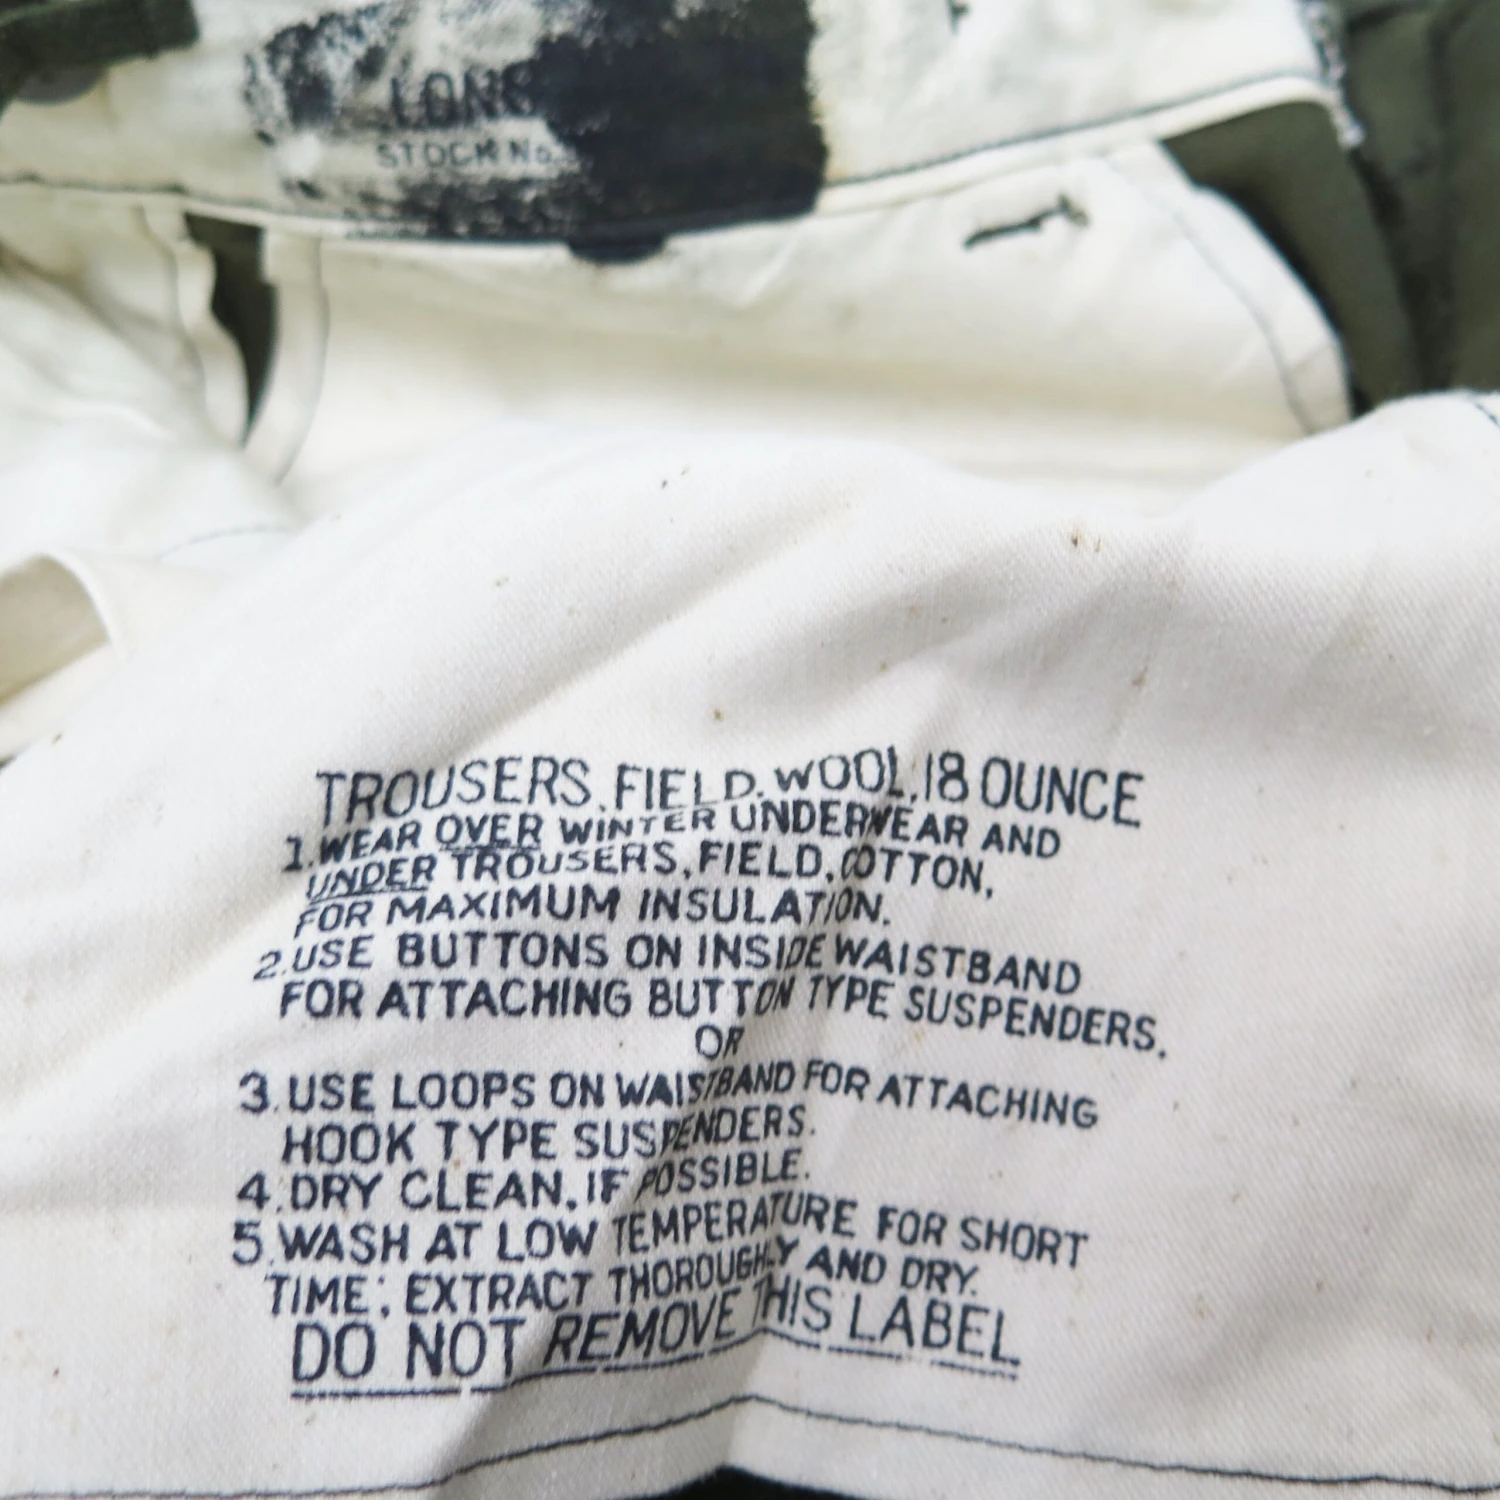 LONG
STOCK No.
TROUSERS, FIELD, WOOL, 18 OUNCE
1. WEAR OVER WINTER UNDERWEAR AND
UNDER TROUSERS, FIELD, COTTON,
FOR MAXIMUM INSULATION.
2. USE BUTTONS ON INSIDE WAISTBAND
FOR ATTACHING BUTTON TYPE SUSPENDERS.
OR
3. USE LOOPS ON WAISTBAND FOR ATTACHING
HOOK TYPE SUSPENDERS.
4. DRY CLEAN, IF POSSIBLE.
5. WASH AT LOW TEMPERATURE FOR SHORT
TIME; EXTRACT THOROUGHLY AND DRY.
DO NOT REMOVE THIS LABEL